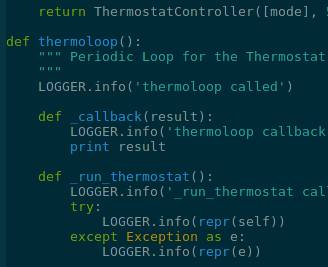 return ThermostatController([mode],
def thermoloop():
""" Periodic Loop for the Thermostat
"""
LOGGER.info('thermoloop called')
def _callback(result):
LOGGER.info('thermoloop callback
print result
def _run_thermostat():
LOGGER.info('_run_thermostat cal
try:
LOGGER.info(repr(self))
except Exception as e:
LOGGER.info(repr(e))